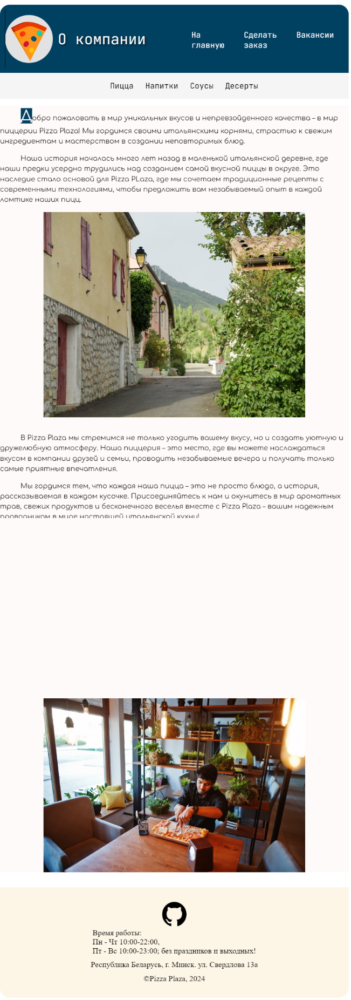 О компании
На главную
Сделать заказ
Вакансии
Пицца Напитки Соусы Десерты
Добро пожаловать в мир уникальных вкусов и непревзойденного качества – в мир
пиццерии Pizza Plaza! Мы гордимся своими итальянскими корнями, страстью к свежим
ингредиентам и мастерством в создании неповторимых блюд.
Наша история началась много лет назад в маленькой итальянской деревне, где
наши предки усердно трудились над созданием самой вкусной пиццы в округе. Это
наследие стало основой для Pizza PLaza, где мы сочетаем традиционные рецепты с
современными технологиями, чтобы предложить вам незабываемый опыт в каждой
ломтике наших пицц.
В Pizza Plaza мы стремимся не только угодить вашему вкусу, но и создать уютную и
дружелюбную атмосферу. Наша пиццерия – это место, где вы можете наслаждаться
вкусом в компании друзей и семьи, проводить незабываемые вечера и получать только
самые приятные впечатления.
Мы гордимся тем, что каждая наша пицца – это не просто блюдо, а история,
рассказываемая в каждом кусочке. Присоединяйтесь к нам и окунитесь в мир ароматных
трав, свежих продуктов и бесконечного веселья вместе с Pizza Plaza – вашим надежным
проводником в мире настоящей итальянской кухни!
Время работы:
Пн - Чт 10:00-22:00,
Пт - Вс 10:00-23:00; без праздников и выходных!
Республика Беларусь, г. Минск. ул. Свердлова 13а
©Pizza Plaza, 2024